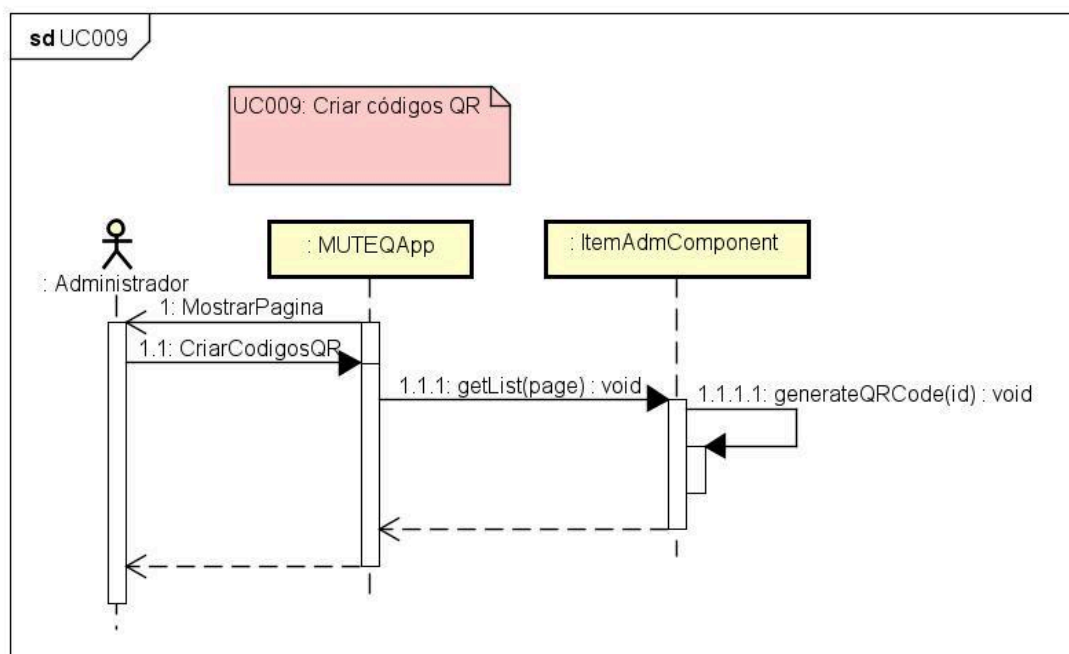 sd UC009
UC009: Criar códigos QR
: Administrador
: MUTEQApp
: ItemAdmComponent
1: MostrarPagina
1.1: CriarCodigosQR
1.1.1: getList(page) : void
1.1.1.1: generateQRCode(id) : void